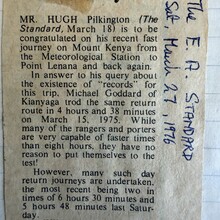 MR. HUGH Pilkington (The
Standard, March 18) is to be
congratulated on his recent fast
journey on Mount Kenya from
the Meteorological Station to
Point Lenana and back again.
In answer to his query about
the existence of "records" for
this trip, Michael Goddard of
Kianyaga trod the same return
route in 4 hours and 38 minutes
on March 15, 1975. While
many of the rangers and porters
are very capable of faster times
than eight hours, they have no
reason to put themselves to the
test!
However, many such day
return journeys are undertaken,
the most recent being two in
times of 6 hours 30 minutes and
5 hours 48 minutes last Satur-
day.
The E.A. STANDARD
Sat March 27, 1976